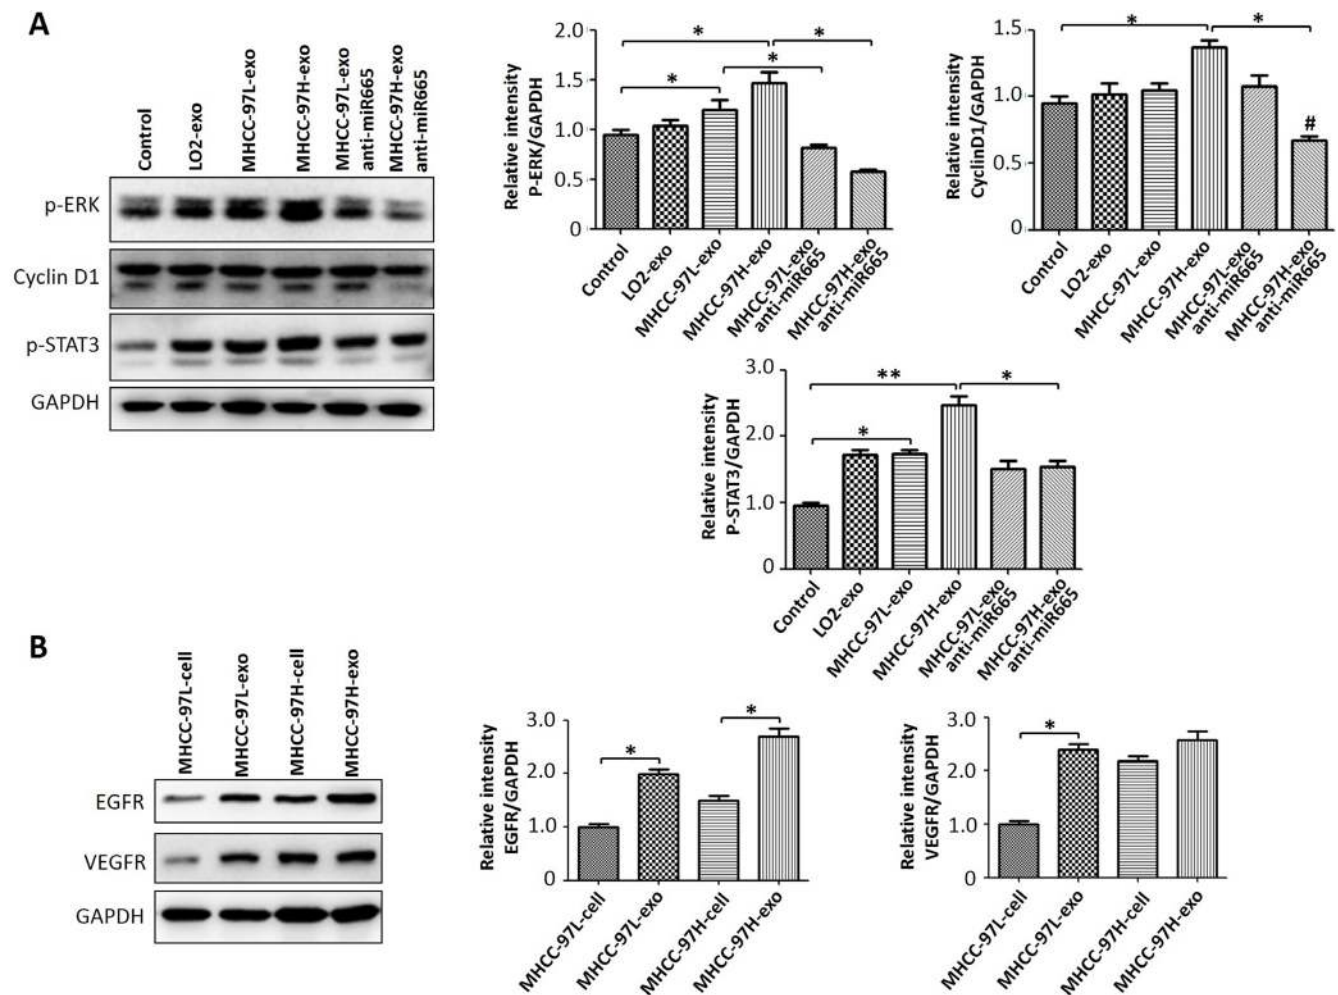 A
Control
LO2-exo
MHCC-97L-exo
MHCC-97H-exo
MHCC-97L-exo
anti-miR665
MHCC-97H-exo
anti-miR665
p-ERK
Cyclin D1
p-STAT3
GAPDH
Relative intensity
P-ERK/GAPDH
2.0
1.5
1.0
0.5
0
*
*
*
*
Control
LO2-exo
MHCC-97L-exo
MHCC-97H-exo
MHCC-97L-exo
anti-miR665
MHCC-97H-exo
anti-miR665
Relative intensity
CyclinD1/GAPDH
1.5
1.0
0.5
0
*
*
#
Control
LO2-exo
MHCC-97L-exo
MHCC-97H-exo
MHCC-97L-exo
anti-miR665
MHCC-97H-exo
anti-miR665
Relative intensity
P-STAT3/GAPDH
3.0
2.0
1.0
0
**
*
*
Control
LO2-exo
MHCC-97L-exo
MHCC-97H-exo
MHCC-97L-exo
anti-miR665
MHCC-97H-exo
anti-miR665
B
MHCC-97L-cell
MHCC-97L-exo
MHCC-97H-cell
MHCC-97H-exo
EGFR
VEGFR
GAPDH
Relative intensity
EGFR/GAPDH
3.0
2.0
1.0
0
*
*
MHCC-97L-cell
MHCC-97L-exo
MHCC-97H-cell
MHCC-97H-exo
Relative intensity
VEGFR/GAPDH
3.0
2.0
1.0
0
*
MHCC-97L-cell
MHCC-97L-exo
MHCC-97H-cell
MHCC-97H-exo